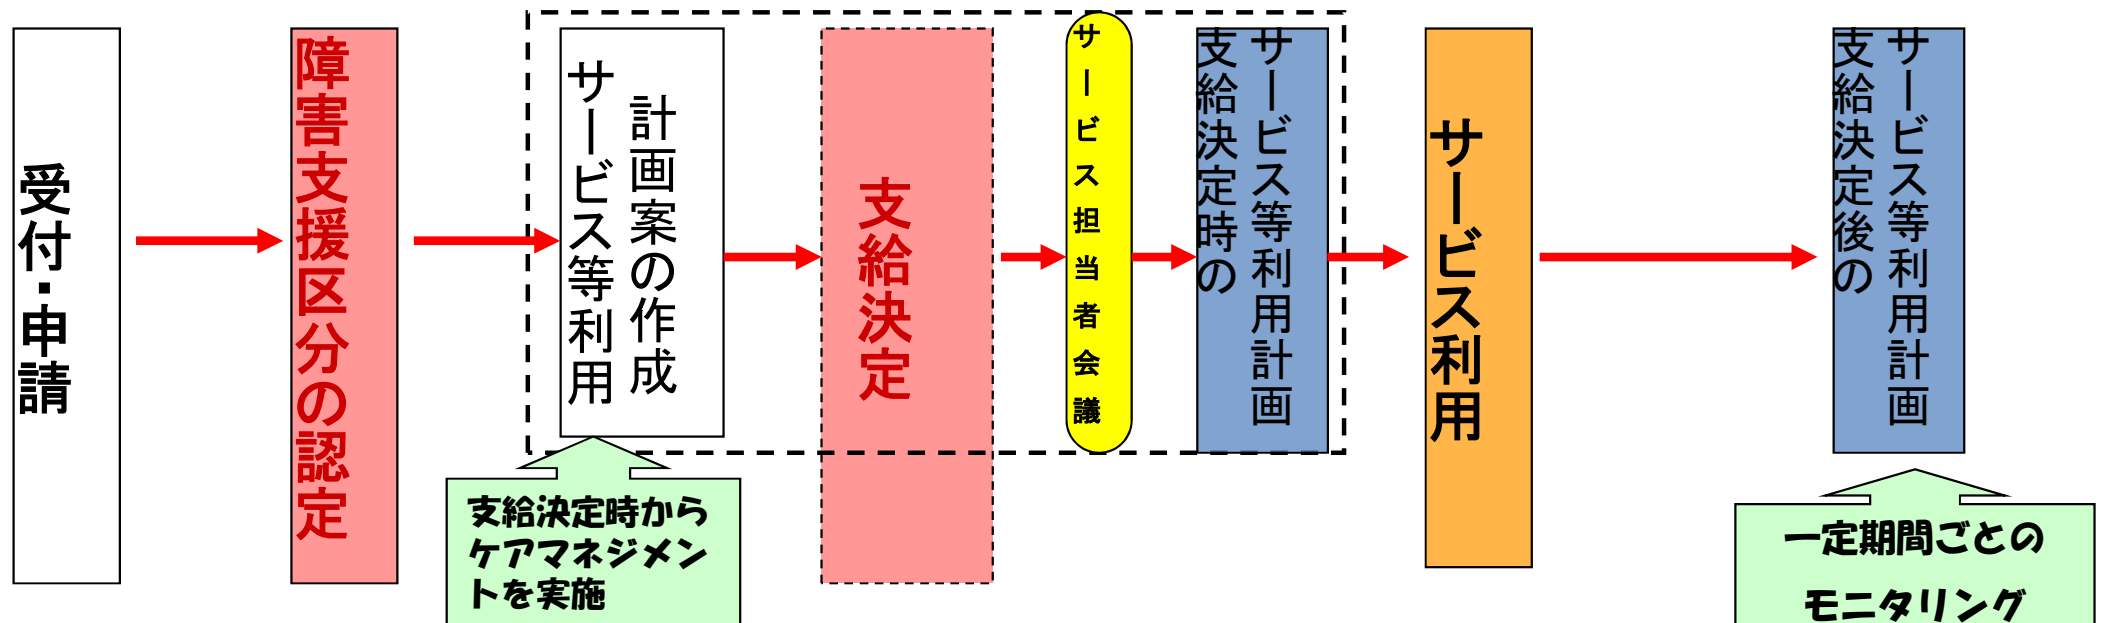 受付・申請
障害支援区分の認定
サービス等利用
計画案の作成
支給決定
サービス担当者会議
支給決定時の
サービス等利用計画
サービス利用
支給決定後の
サービス等利用計画
支給決定時から
ケアマネジメン
トを実施
一定期間ごとの
モニタリング